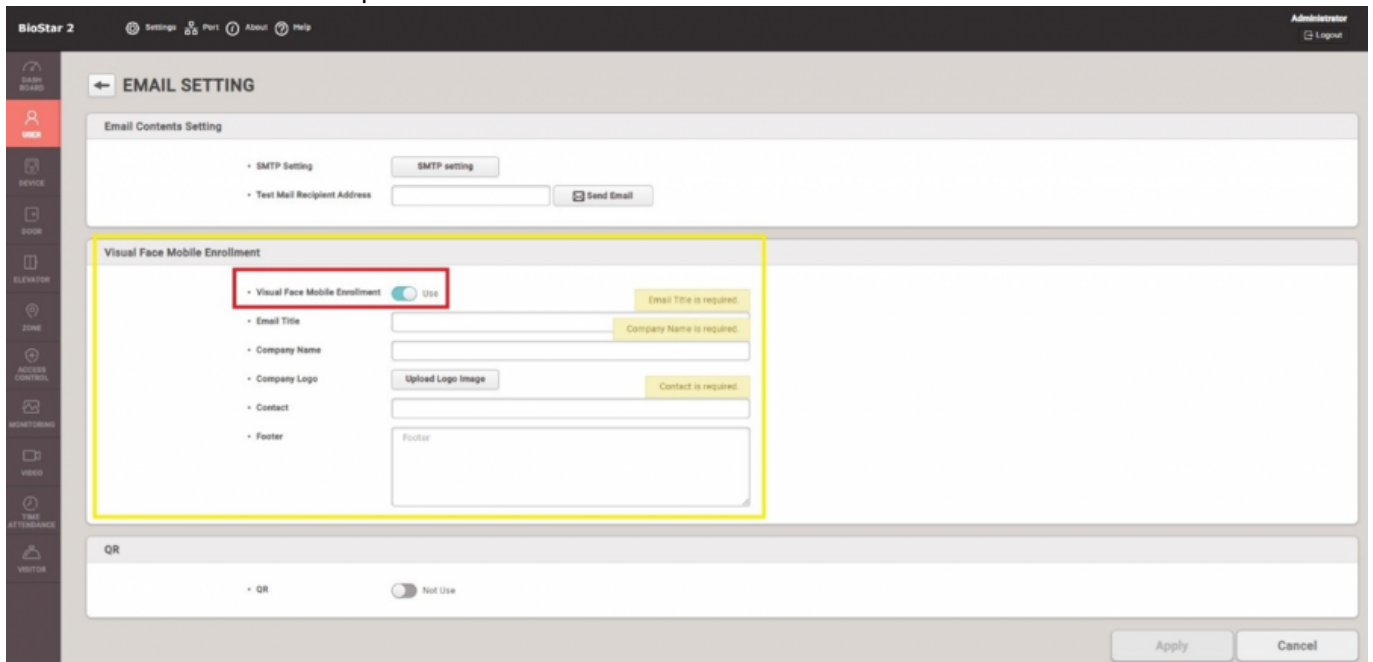 BioStar 2 Settings Port About Help Administrator
Logout
DASH BOARD
USER
DEVICE
DOOR
ELEVATOR
ZONE
ACCESS CONTROL
MONITORING
VIDEO
TIME ATTENDANCE
VISITOR
EMAIL SETTING
Email Contents Setting
• SMTP Setting SMTP setting
• Test Mail Recipient Address Send Email
Visual Face Mobile Enrollment
• Visual Face Mobile Enrollment Use Email Title is required.
• Email Title Company Name is required.
• Company Name
• Company Logo Upload Logo Image Contact is required.
• Contact
• Footer Footer
QR
• QR Not Use
Apply Cancel